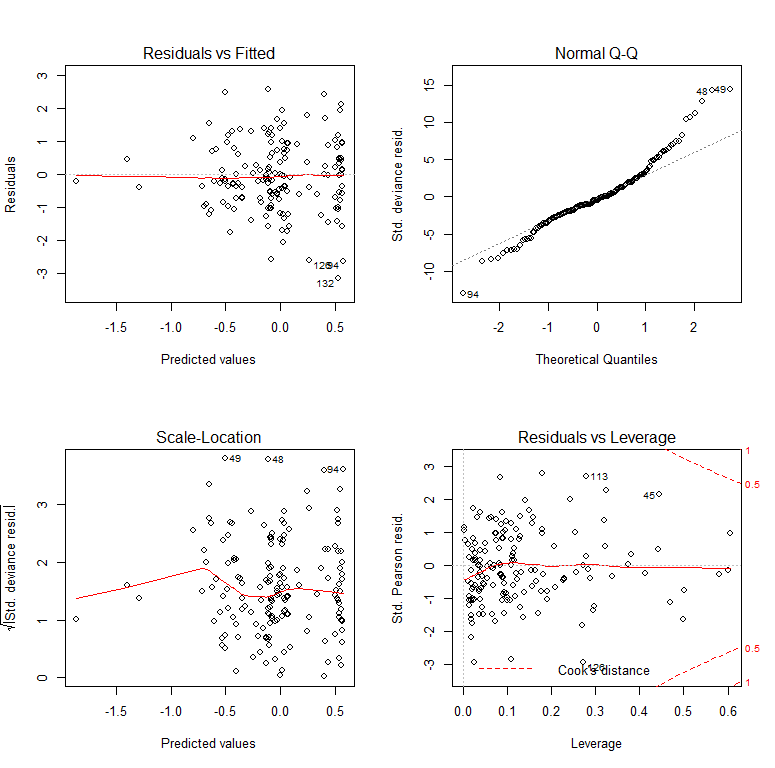 Residuals vs Fitted
Residuals
3
2
1
0
-1
-2
-3
94
132
-1.5 -1.0 -0.5 0.0 0.5
Predicted values
Normal Q-Q
Std. deviance resid.
15
10
5
0
-5
-10
48 49
94
-2 -1 0 1 2
Theoretical Quantiles
Scale-Location
√|Std. deviance resid.|
3
2
1
0
49 48 94
-1.5 -1.0 -0.5 0.0 0.5
Predicted values
Residuals vs Leverage
Std. Pearson resid.
3
2
1
0
-1
-2
-3
113
45
1
0.5
0.5
1
Cook's distance
0.0 0.1 0.2 0.3 0.4 0.5 0.6
Leverage